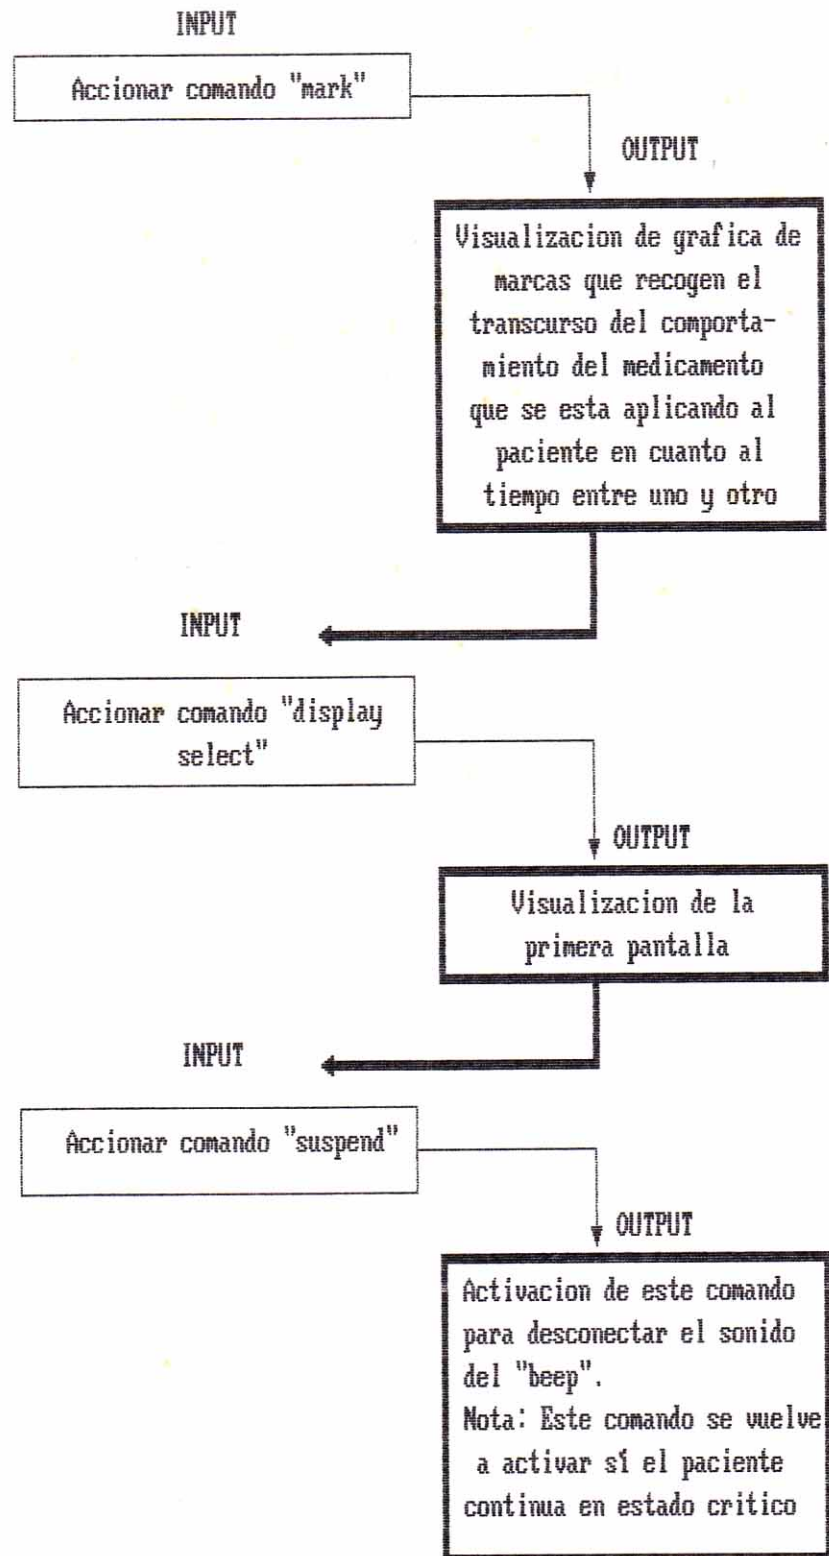 INPUT
Accionar comando "mark"
OUTPUT
Visualizacion de grafica de
marcas que recogen el
transcurso del comporta-
miento del medicamento
que se esta aplicando al
paciente en cuanto al
tiempo entre uno y otro
INPUT
Accionar comando "display
select"
OUTPUT
Visualizacion de la
primera pantalla
INPUT
Accionar comando "suspend"
OUTPUT
Activacion de este comando
para desconectar el sonido
del "beep".
Nota: Este comando se vuelve
a activar sí el paciente
continua en estado critico